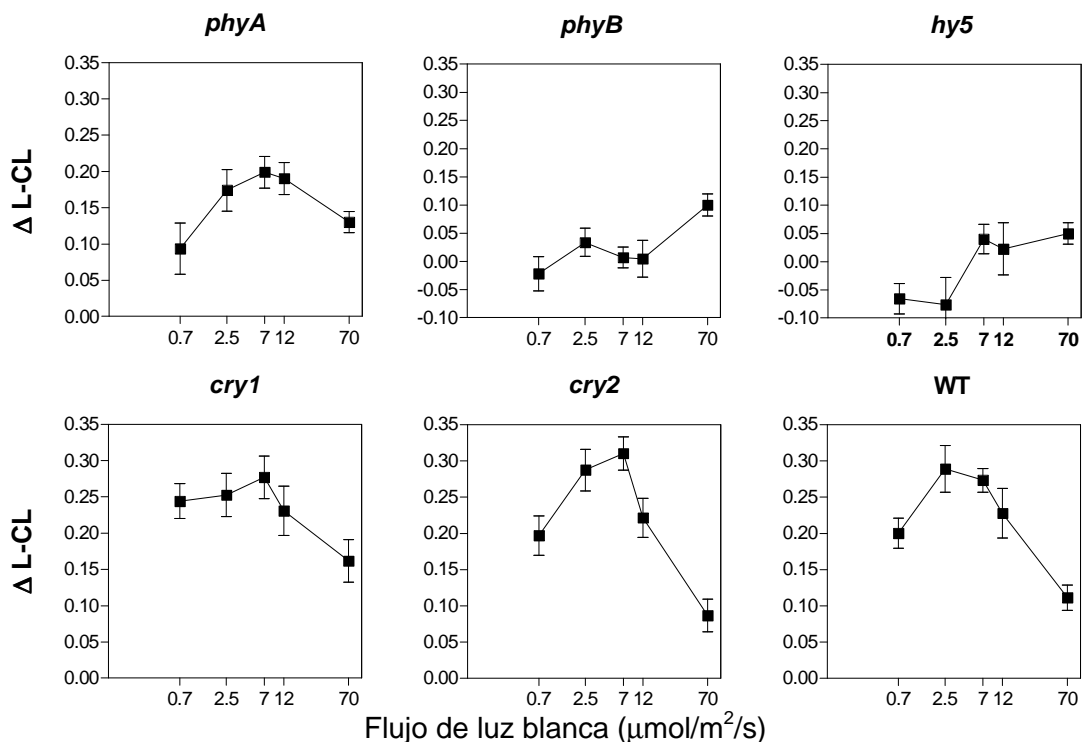 phyA phyB hy5
0.35 0.35 0.35
0.30 0.30 0.30
0.25 0.25 0.25
0.20 0.20 0.20
0.15 0.15 0.15
0.10 0.10 0.10
0.05 0.05 0.05
0.00 0.00 0.00
-0.05 -0.05
-0.10 -0.10
Δ L-CL
0.7 2.5 7 12 70 0.7 2.5 7 12 70 0.7 2.5 7 12 70
cry1 cry2 WT
0.35 0.35 0.35
0.30 0.30 0.30
0.25 0.25 0.25
0.20 0.20 0.20
0.15 0.15 0.15
0.10 0.10 0.10
0.05 0.05 0.05
0.00 0.00 0.00
Δ L-CL
0.7 2.5 7 12 70 0.7 2.5 7 12 70 0.7 2.5 7 12 70
Flujo de luz blanca (μmol/m²/s)